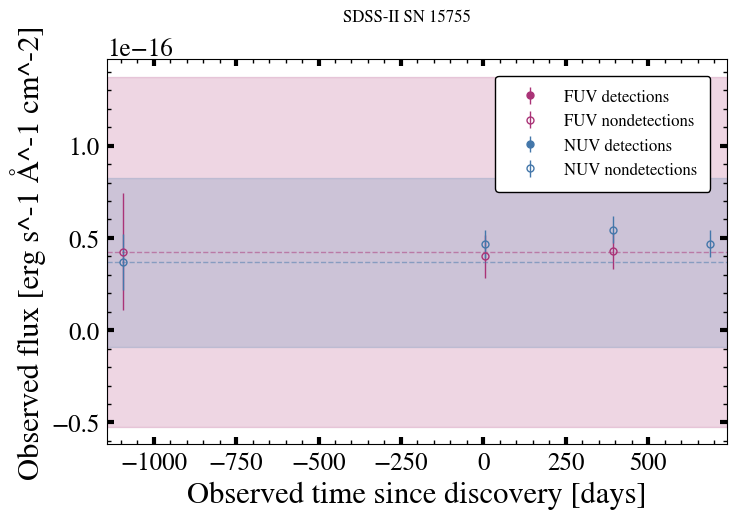 SDSS-II SN 15755
1e−16
Observed flux [erg s^-1 Å^-1 cm^-2]
1.0
0.5
0.0
−0.5
FUV detections
FUV nondetections
NUV detections
NUV nondetections
−1000 −750 −500 −250 0 250 500
Observed time since discovery [days]